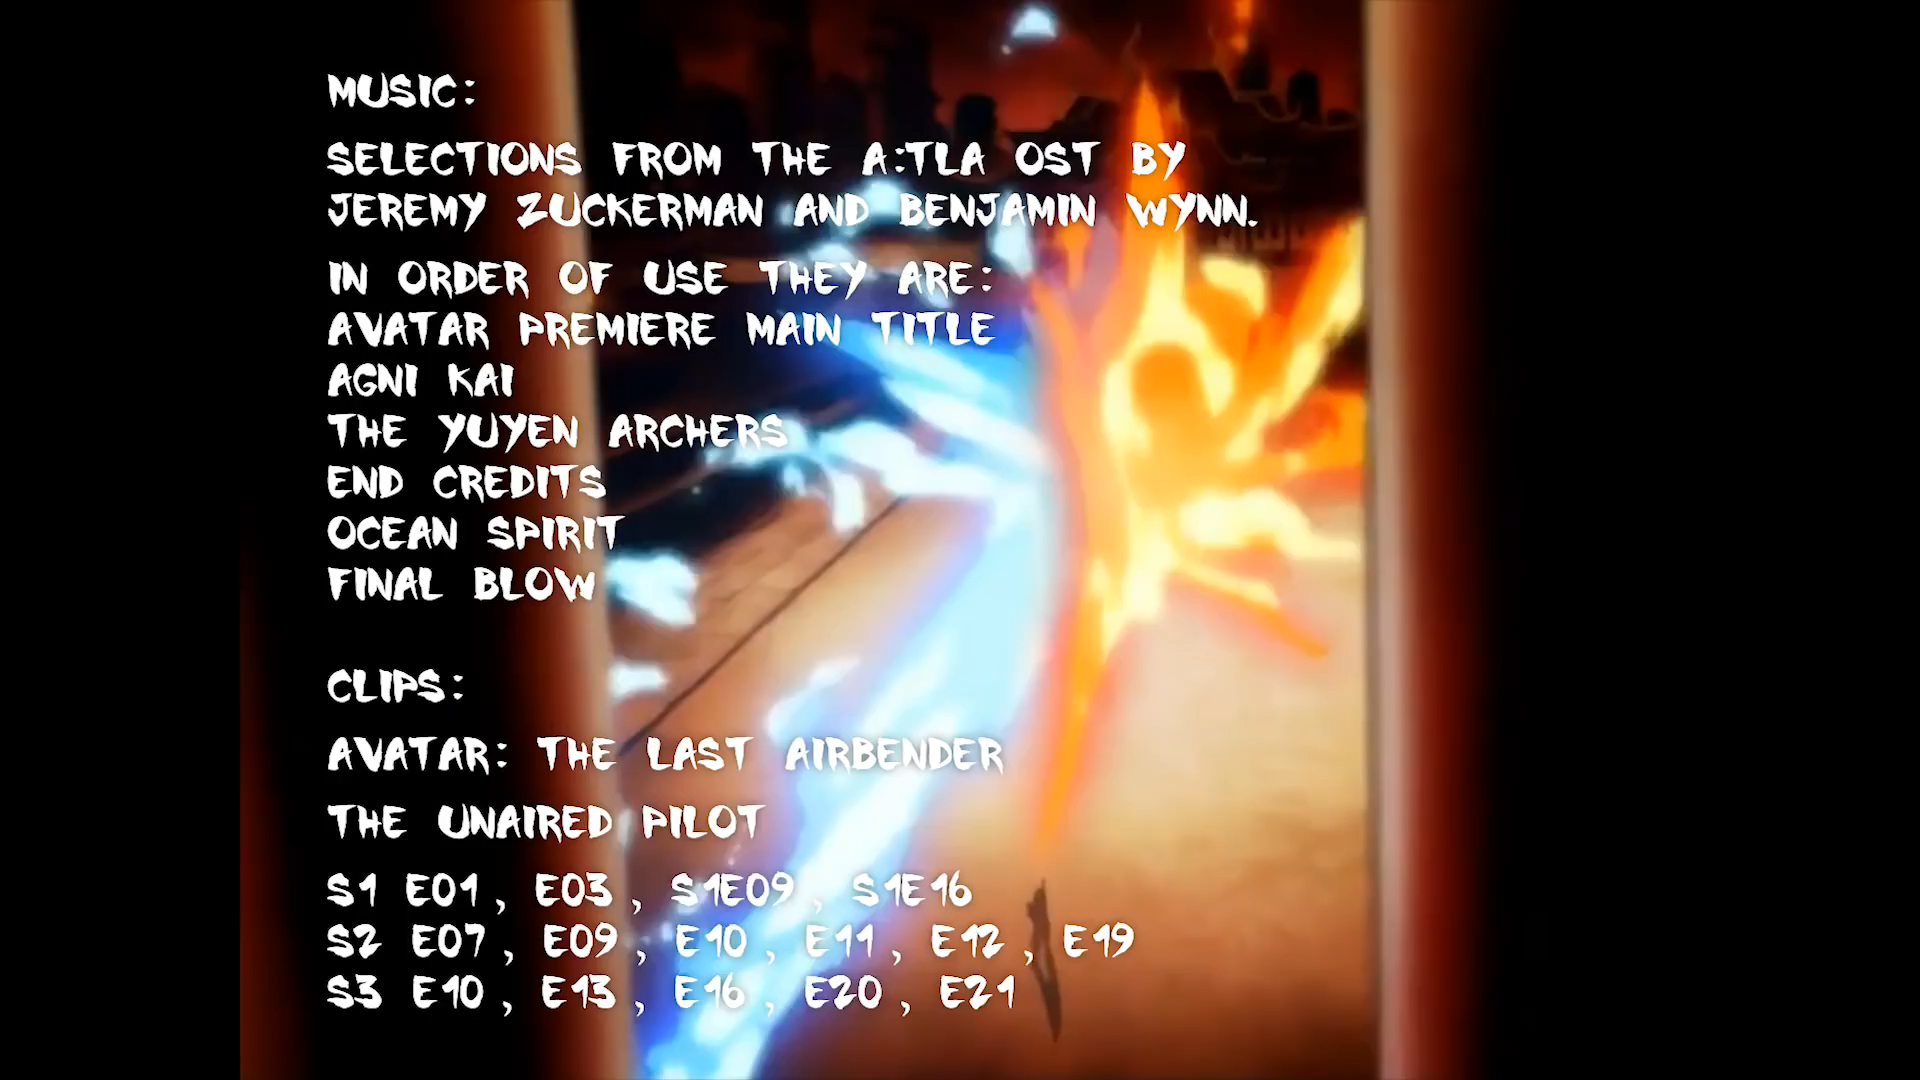 MUSIC:
SELECTIONS FROM THE A:TLA OST BY
JEREMY ZUCKERMAN AND BENJAMIN WYNN.
IN ORDER OF USE THEY ARE:
AVATAR PREMIERE MAIN TITLE
AGNI KAI
THE YUYEN ARCHERS
END CREDITS
OCEAN SPIRIT
FINAL BLOW
CLIPS:
AVATAR: THE LAST AIRBENDER
THE UNAIRED PILOT
S1 E01, E03, S1E09, S1E16
S2 E07, E09, E10, E11, E12, E19
S3 E10, E13, E16, E20, E21